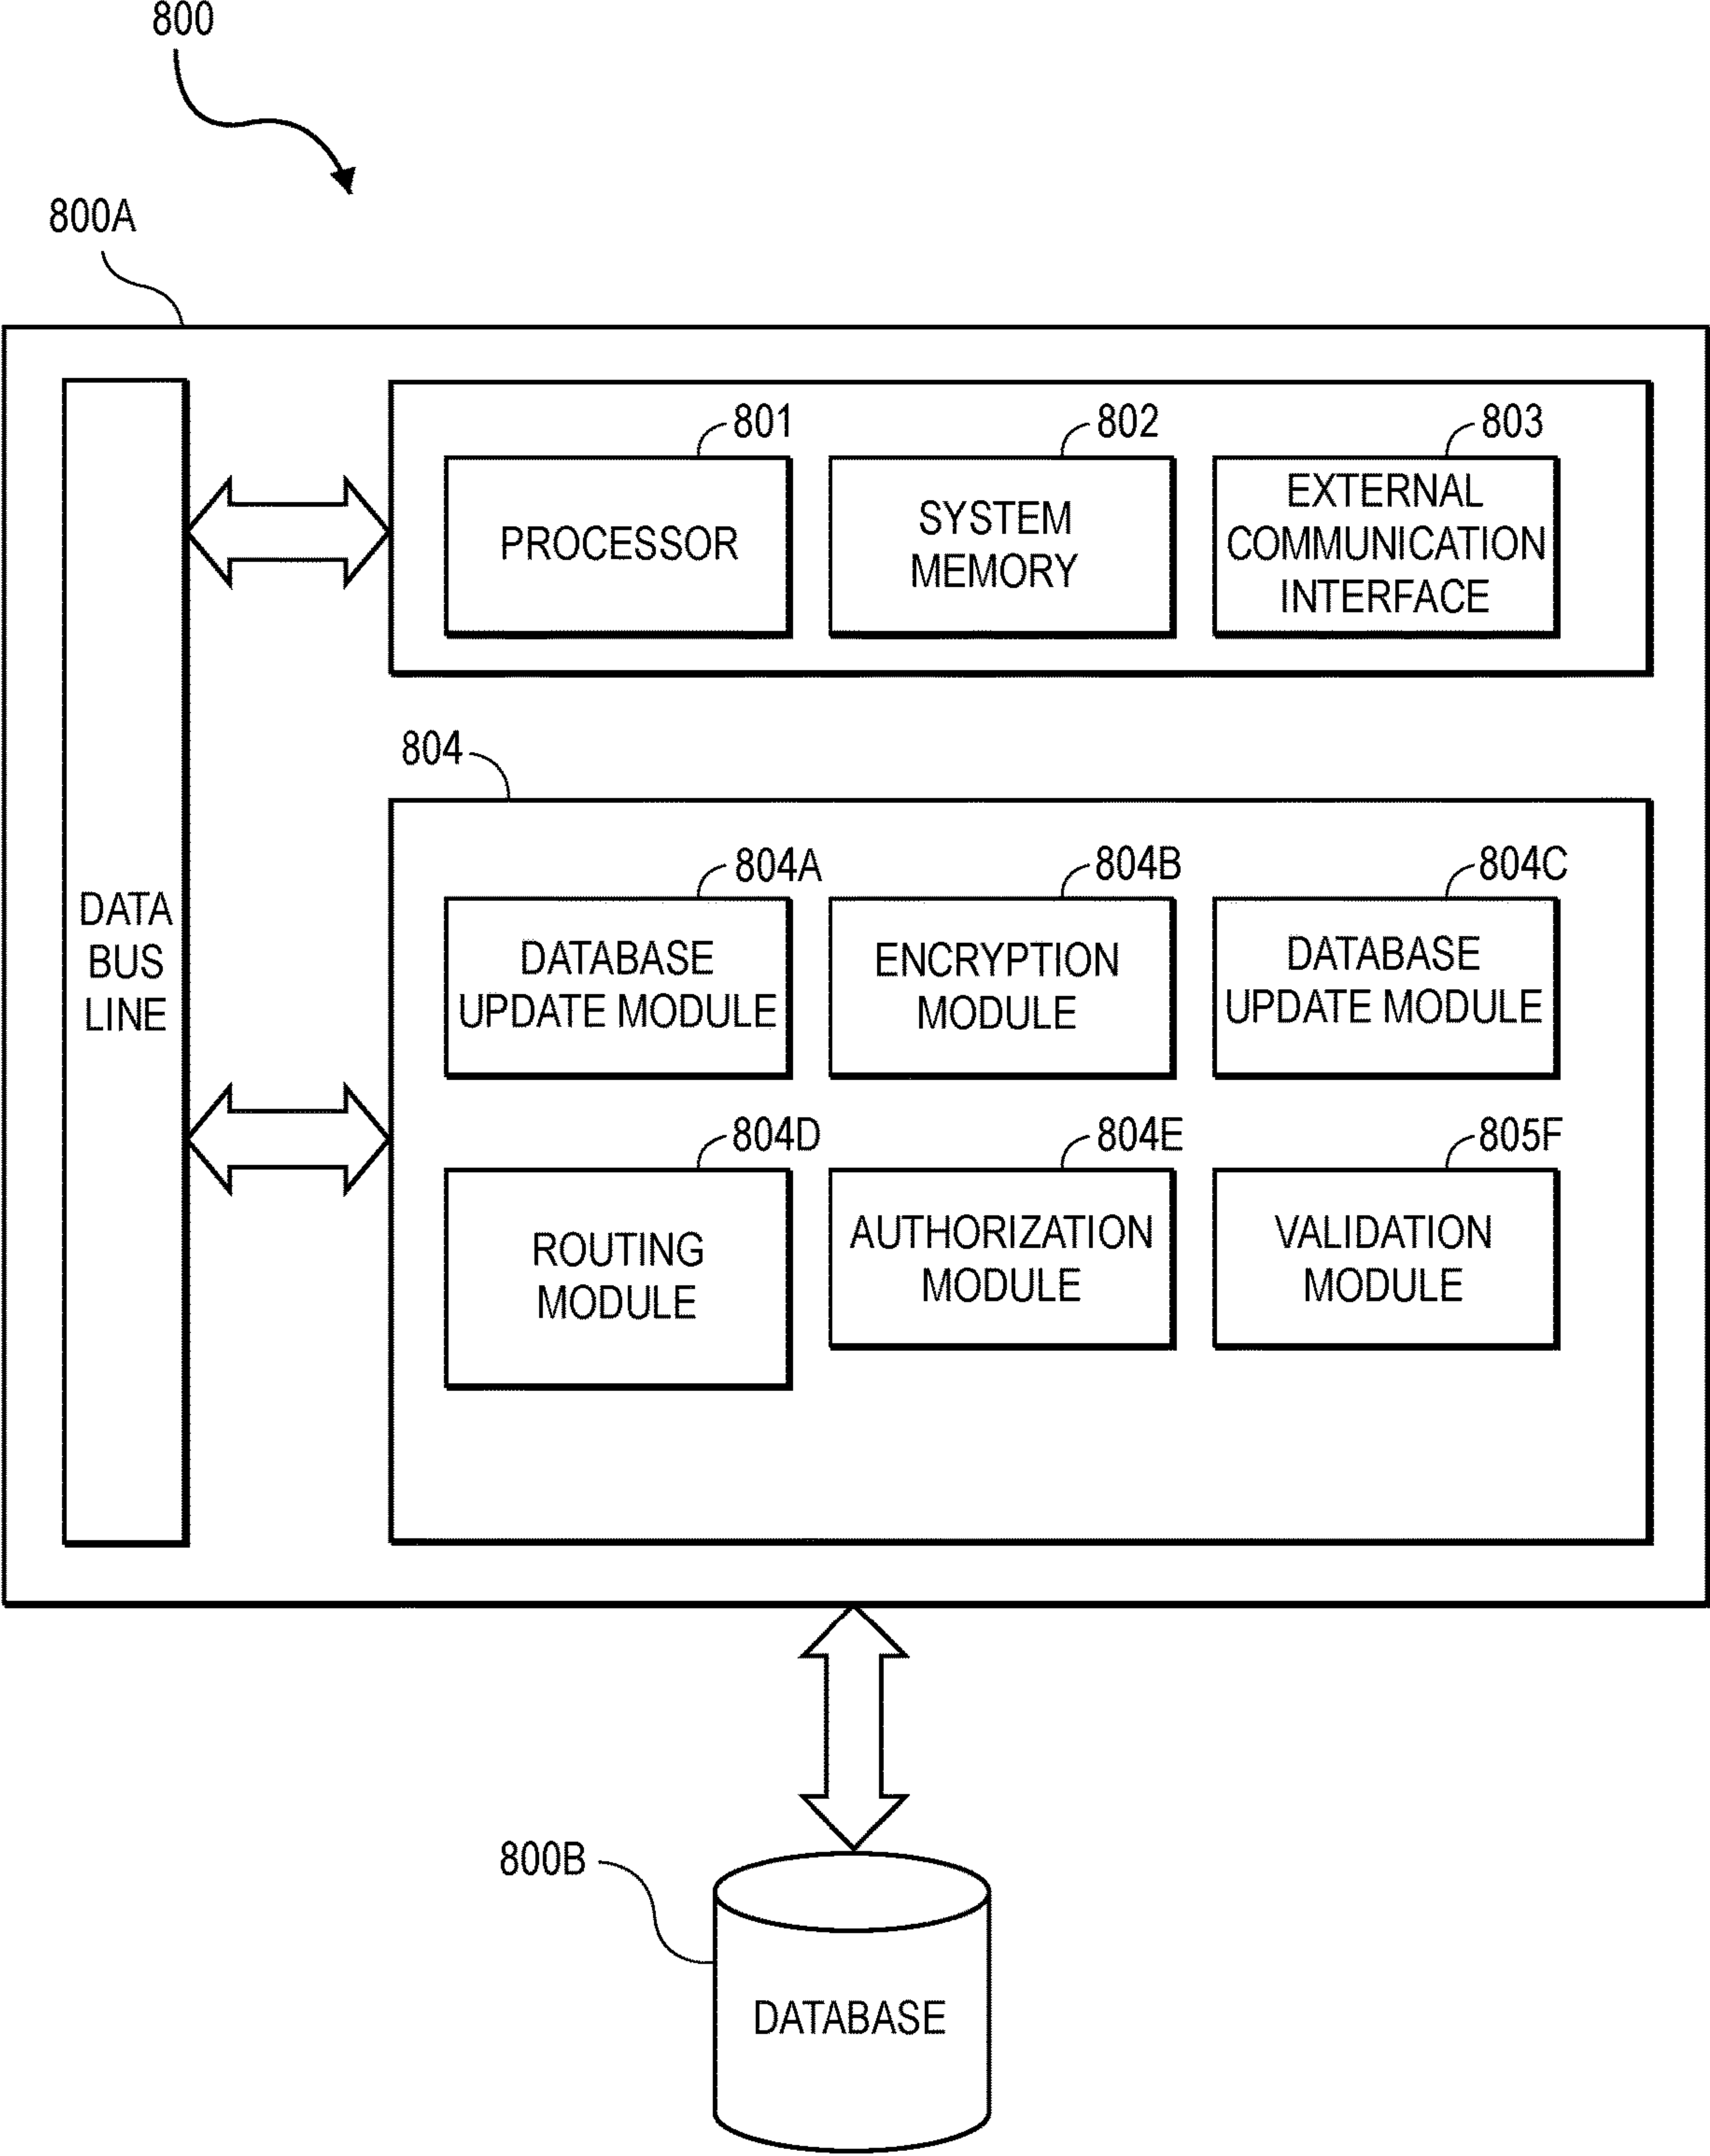 800
800A
801
802
803
PROCESSOR
SYSTEM
MEMORY
EXTERNAL
COMMUNICATION
INTERFACE
804
DATA
BUS
LINE
804A
804B
804C
DATABASE
UPDATE MODULE
ENCRYPTION
MODULE
DATABASE
UPDATE MODULE
804D
804E
805F
ROUTING
MODULE
AUTHORIZATION
MODULE
VALIDATION
MODULE
800B
DATABASE